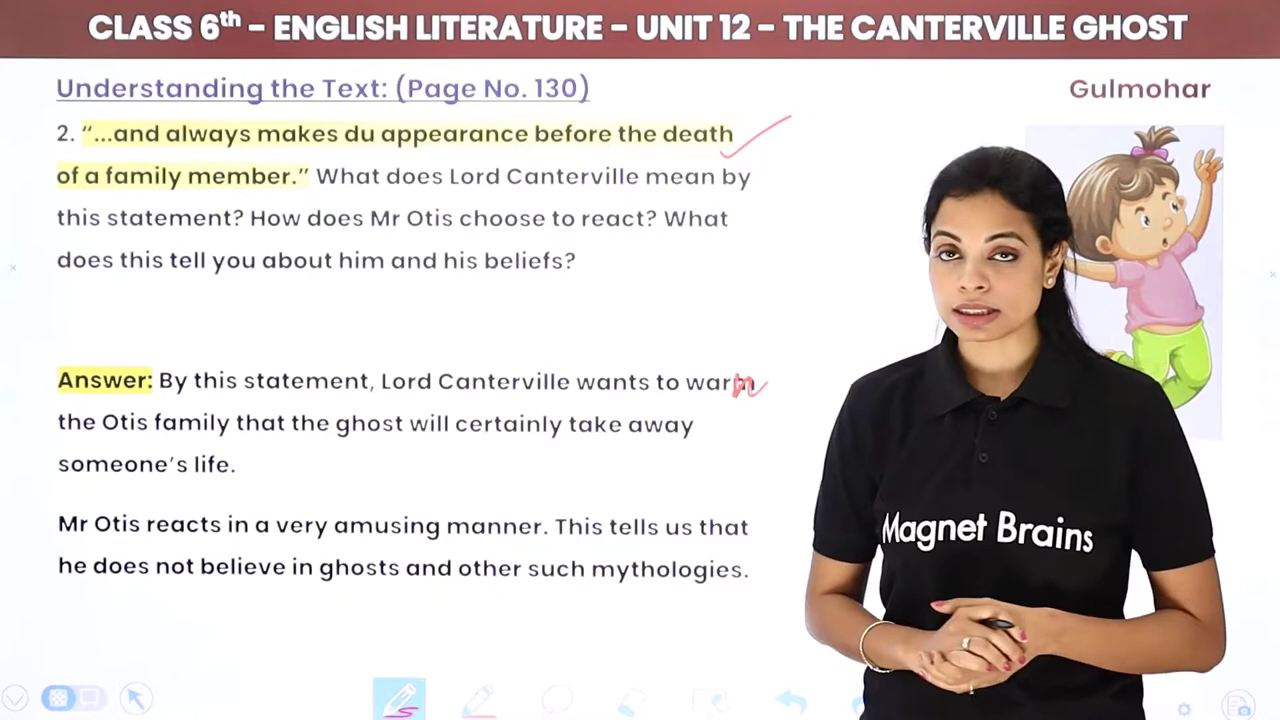 CLASS 6th - ENGLISH LITERATURE - UNIT 12 - THE CANTERVILLE GHOST
Understanding the Text: (Page No. 130)
Gulmohar
2. "...and always makes du appearance before the death
of a family member." What does Lord Canterville mean by
this statement? How does Mr Otis choose to react? What
does this tell you about him and his beliefs?
Answer: By this statement, Lord Canterville wants to warn
the Otis family that the ghost will certainly take away
someone's life.
Mr Otis reacts in a very amusing manner. This tells us that
he does not believe in ghosts and other such mythologies.
Magnet Brains